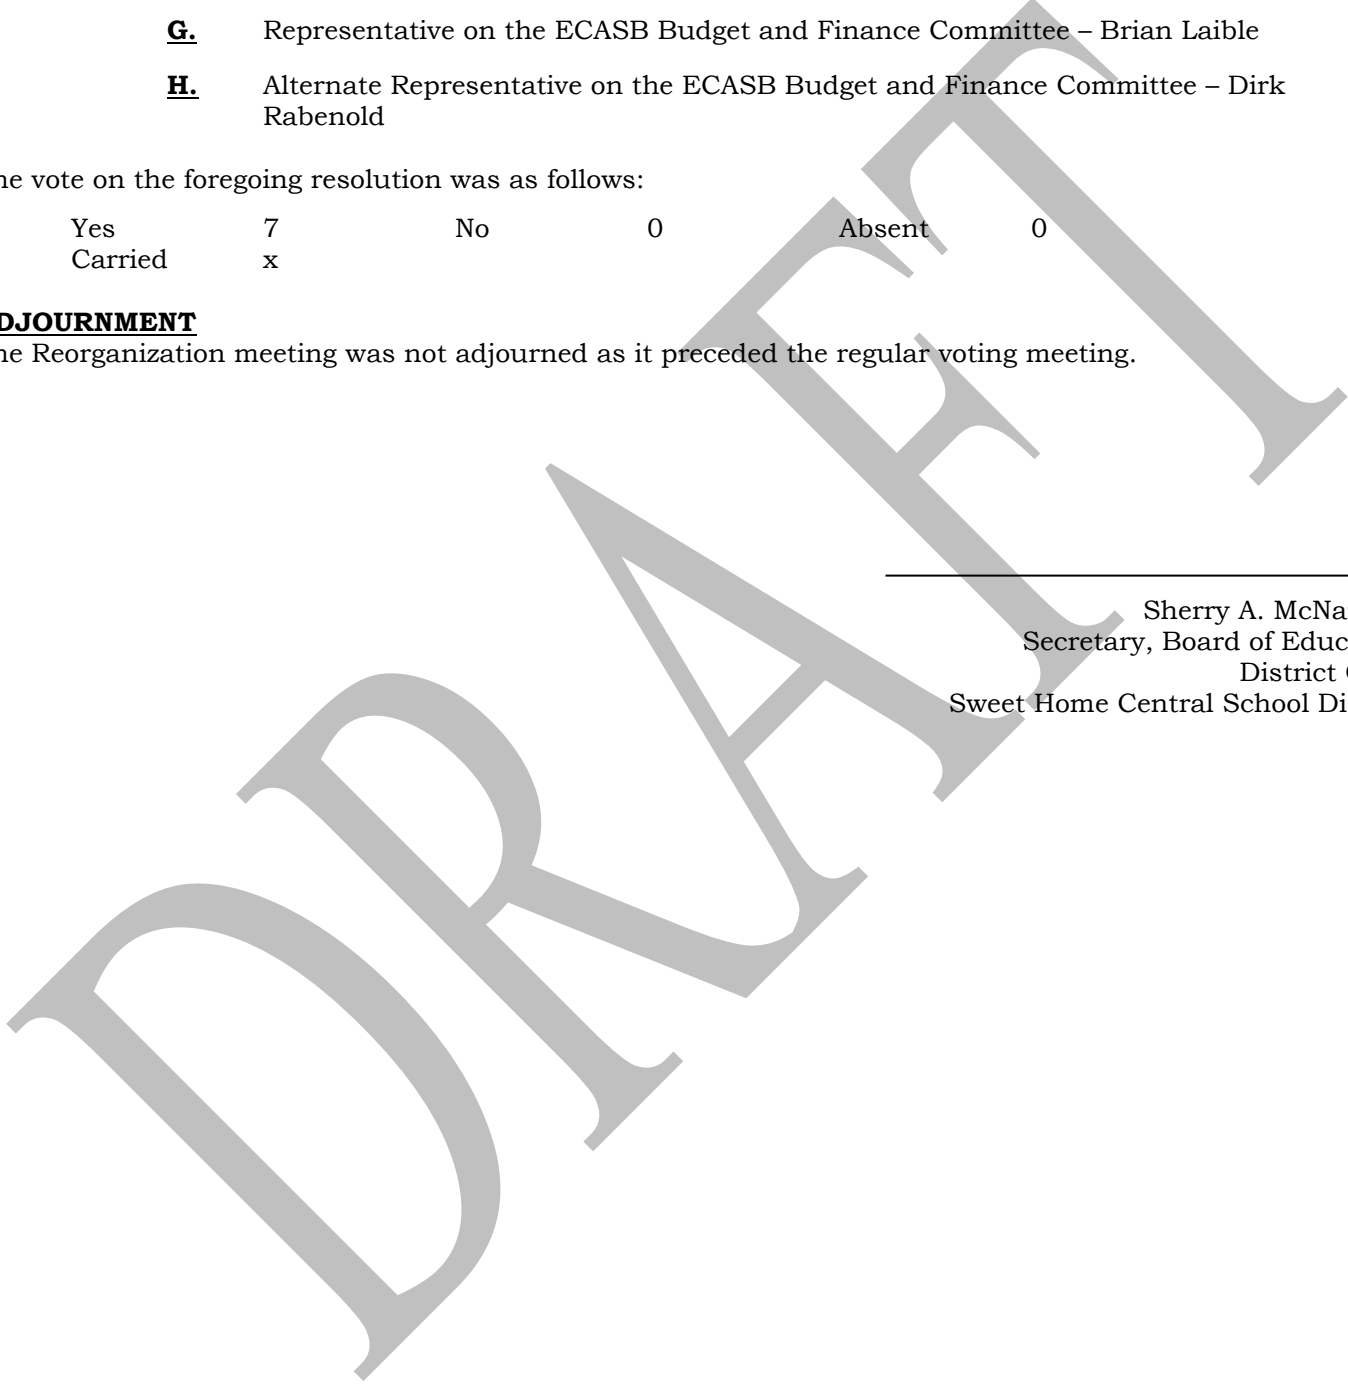 G. Representative on the ECASB Budget and Finance Committee – Brian Laible
H. Alternate Representative on the ECASB Budget and Finance Committee – Dirk
Rabenold
he vote on the foregoing resolution was as follows:
Yes 7 No 0 Absent 0
Carried x
DJOURNMENT
he Reorganization meeting was not adjourned as it preceded the regular voting meeting.
Sherry A. McNa
Secretary, Board of Educ
District
Sweet Home Central School Di
DRAFT